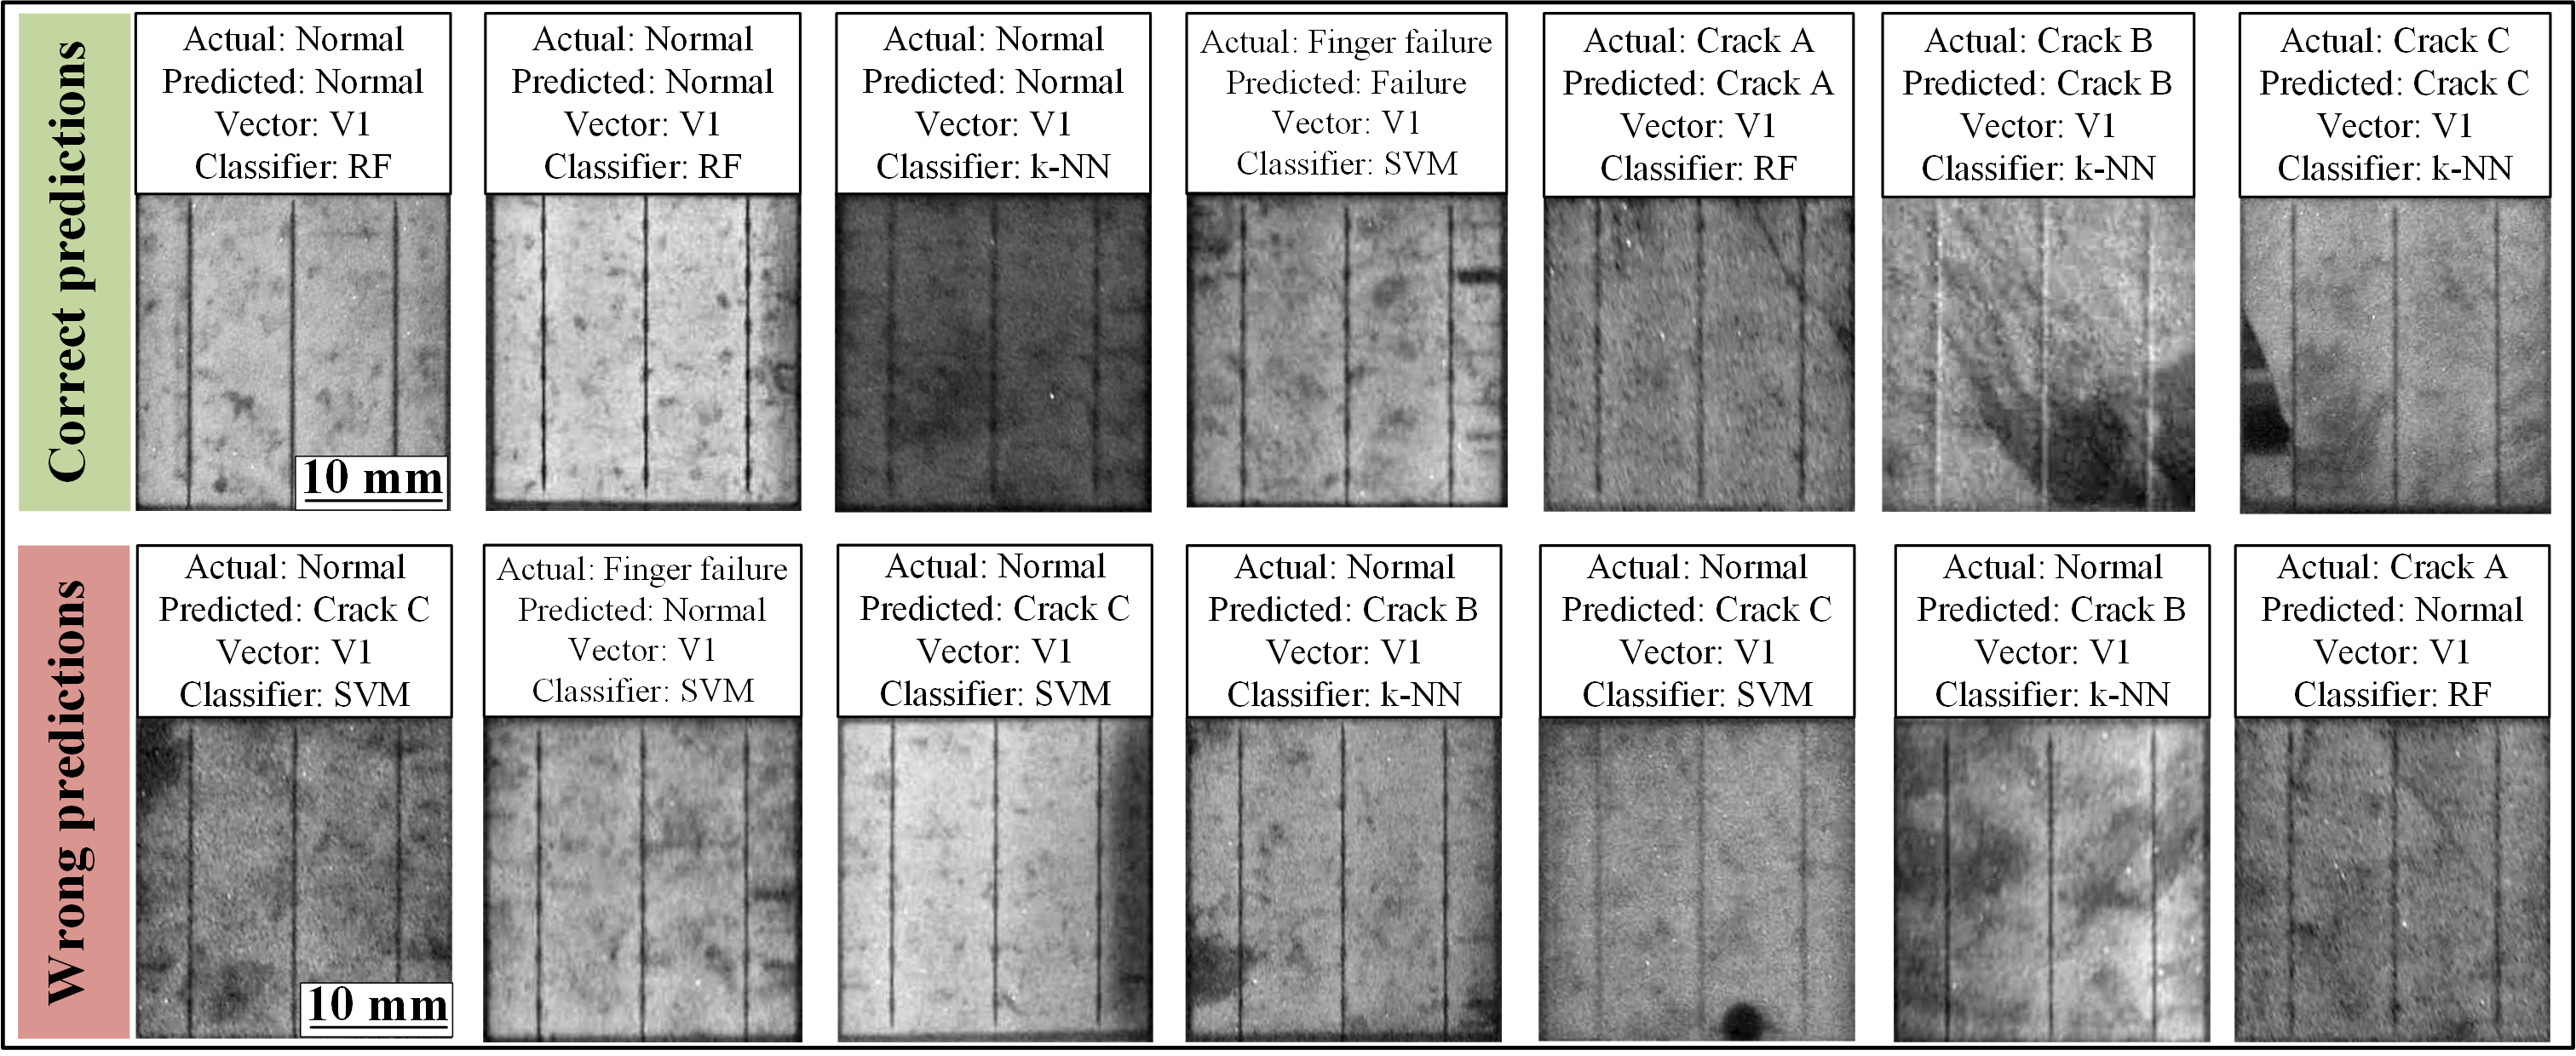 Correct predictions
Actual: Normal
Predicted: Normal
Vector: V1
Classifier: RF
10 mm
Actual: Normal
Predicted: Normal
Vector: V1
Classifier: RF
Actual: Normal
Predicted: Normal
Vector: V1
Classifier: k-NN
Actual: Finger failure
Predicted: Failure
Vector: V1
Classifier: SVM
Actual: Crack A
Predicted: Crack A
Vector: V1
Classifier: RF
Actual: Crack B
Predicted: Crack B
Vector: V1
Classifier: k-NN
Actual: Crack C
Predicted: Crack C
Vector: V1
Classifier: k-NN
Wrong predictions
Actual: Normal
Predicted: Crack C
Vector: V1
Classifier: SVM
10 mm
Actual: Finger failure
Predicted: Normal
Vector: V1
Classifier: SVM
Actual: Normal
Predicted: Crack C
Vector: V1
Classifier: SVM
Actual: Normal
Predicted: Crack B
Vector: V1
Classifier: k-NN
Actual: Normal
Predicted: Crack C
Vector: V1
Classifier: SVM
Actual: Normal
Predicted: Crack B
Vector: V1
Classifier: k-NN
Actual: Crack A
Predicted: Normal
Vector: V1
Classifier: RF